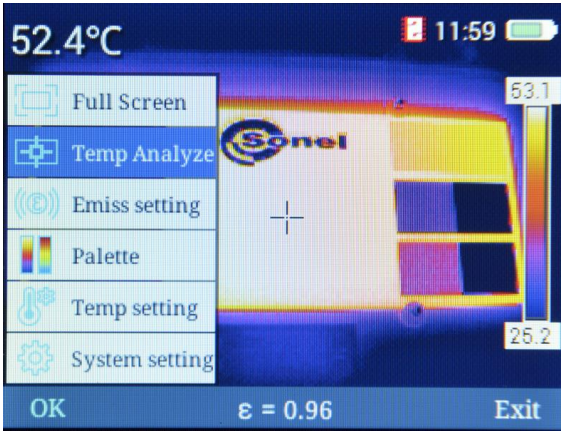 52.4°C
11:59
53.1
Full Screen
Temp Analyze
Sonel
Emiss setting
Palette
Temp setting
System setting
25.2
OK
ε = 0.96
Exit